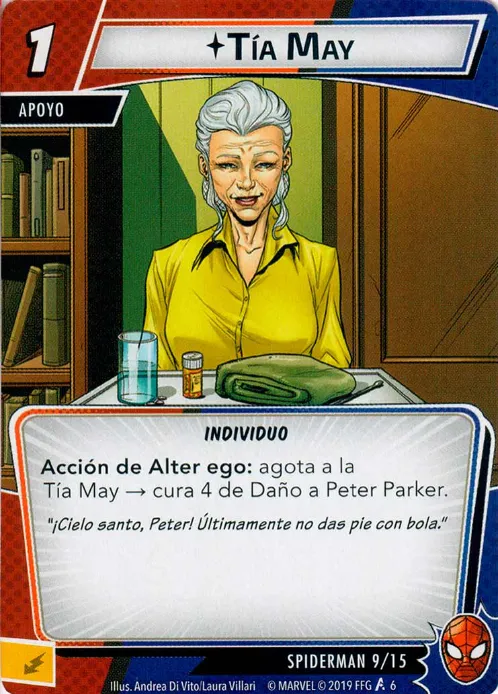 1
Tía May
APOYO
INDIVIDUO
Acción de Alter ego: agota a la
Tía May → cura 4 de Daño a Peter Parker.
"¡Cielo santo, Peter! Últimamente no das pie con bola."
SPIDERMAN 9/15
Illus. Andrea Di Vito/Laura Villari © MARVEL © 2019 FFG 6